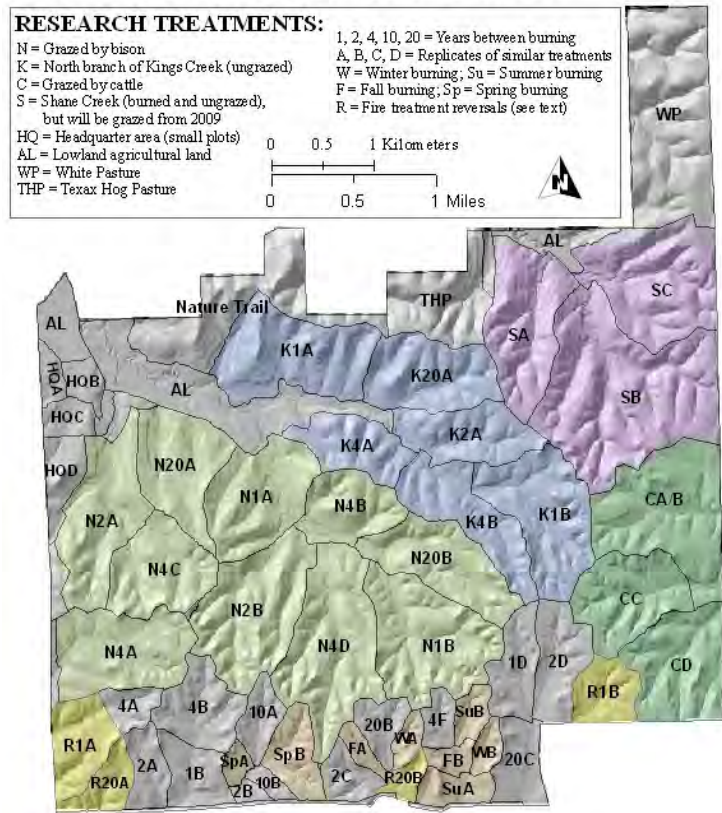 RESEARCH TREATMENTS:
N = Grazed by bison
K = North branch of Kings Creek (ungrazed)
C = Grazed by cattle
S = Shane Creek (burned and ungrazed),
but will be grazed from 2009
HQ = Headquarter area (small plots)
AL = Lowland agricultural land
WP = White Pasture
THP = Texax Hog Pasture
1, 2, 4, 10, 20 = Years between burning
A, B, C, D = Replicates of similar treatments
W = Winter burning; Su = Summer burning
F = Fall burning; Sp = Spring burning
R = Fire treatment reversals (see text)
0 0.5 1 Kilometers
0 0.5 1 Miles
N
WP
AL
SC
Nature Trail
THP
SA
AL
K1A
K20A
SB
HQA
HQB
AL
HQC
K2A
K4A
HQD
N20A
N1A
N4B
CA/B
N2A
K4B
K1B
N20B
N4C
CC
N2B
N4D
N1B
N4A
1D
2D
CD
R1B
4A
4B
10A
SuB
20B
4F
WA
R1A
SpB
FA
WB
SpA
FB
20C
R20A
2A
1B
2C
R20B
2B
10B
SuA